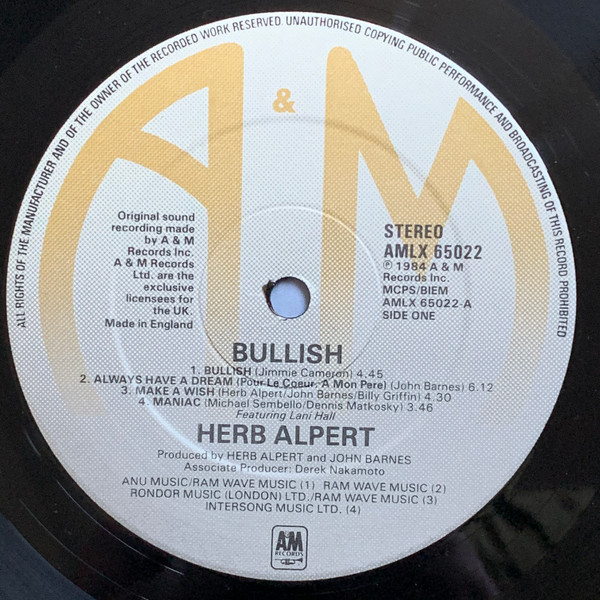 ALL RIGHTS OF THE MANUFACTURER AND OF THE OWNER OF THE RECORDED WORK RESERVED. UNAUTHORISED COPYING PUBLIC PERFORMANCE AND BROADCASTING OF THIS RECORD PROHIBITED
A & M
Original sound
recording made
by A & M
Records Inc.
A & M Records
Ltd. are the
exclusive
licensees for
the UK.
Made in England
STEREO
AMLX 65022
Ⓟ 1984 A & M
Records Inc.
MCPS/BIEM
AMLX 65022-A
SIDE ONE
BULLISH
1. BULLISH (Jimmie Cameron) 4.45
2. ALWAYS HAVE A DREAM (Pour Le Coeur, A Mon Pere) (John Barnes) 6.12
3. MAKE A WISH (Herb Alpert/John Barnes/Billy Griffin) 4.30
4. MANIAC (Michael Sembello/Dennis Matkosky) 3.46
Featuring Lani Hall
HERB ALPERT
Produced by HERB ALPERT and JOHN BARNES
Associate Producer: Derek Nakamoto
ANU MUSIC/RAM WAVE MUSIC (1) RAM WAVE MUSIC (2)
RONDOR MUSIC (LONDON) LTD./RAM WAVE MUSIC (3)
INTERSONG MUSIC LTD. (4)
AM
RECORDS